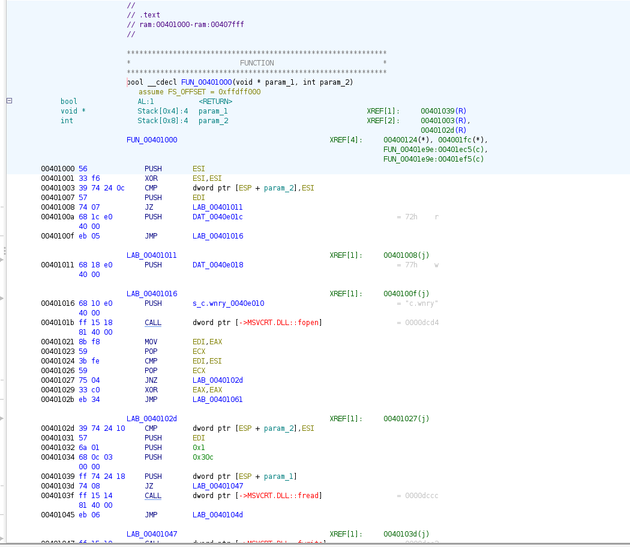 //
// .text
// ram:00401000-ram:00407fff
//
**************************************************************
* FUNCTION *
**************************************************************
bool __cdecl FUN_00401000(void * param_1, int param_2)
assume FS_OFFSET = 0xffdff000
bool AL:1 <RETURN>
void * Stack[0x4]:4 param_1 XREF[1]: 00401039(R)
int Stack[0x8]:4 param_2 XREF[2]: 00401003(R),
0040102d(R)
FUN_00401000 XREF[4]: 00400124(*), 004001fc(*),
FUN_00401e9e:00401ec5(c),
FUN_00401e9e:00401ef5(c)
00401000 56 PUSH ESI
00401001 33 f6 XOR ESI,ESI
00401003 39 74 24 0c CMP dword ptr [ESP + param_2],ESI
00401007 57 PUSH EDI
00401008 74 07 JZ LAB_00401011
0040100a 68 1c e0 PUSH DAT_0040e01c = 72h r
40 00
0040100f eb 05 JMP LAB_00401016
LAB_00401011 XREF[1]: 00401008(j)
00401011 68 18 e0 PUSH DAT_0040e018 = 77h w
40 00
LAB_00401016 XREF[1]: 0040100f(j)
00401016 68 10 e0 PUSH s_c.wnry_0040e010 = "c.wnry"
40 00
0040101b ff 15 18 CALL dword ptr [->MSVCRT.DLL::fopen] = 0000dcd4
81 40 00
00401021 8b f8 MOV EDI,EAX
00401023 59 POP ECX
00401024 3b fe CMP EDI,ESI
00401026 59 POP ECX
00401027 75 04 JNZ LAB_0040102d
00401029 33 c0 XOR EAX,EAX
0040102b eb 34 JMP LAB_00401061
LAB_0040102d XREF[1]: 00401027(j)
0040102d 39 74 24 10 CMP dword ptr [ESP + param_2],ESI
00401031 57 PUSH EDI
00401032 6a 01 PUSH 0x1
00401034 68 0c 03 PUSH 0x30c
00 00
00401039 ff 74 24 18 PUSH dword ptr [ESP + param_1]
0040103d 74 08 JZ LAB_00401047
0040103f ff 15 14 CALL dword ptr [->MSVCRT.DLL::fread] = 0000dccc
81 40 00
00401045 eb 06 JMP LAB_0040104d
LAB_00401047 XREF[1]: 0040103d(j)